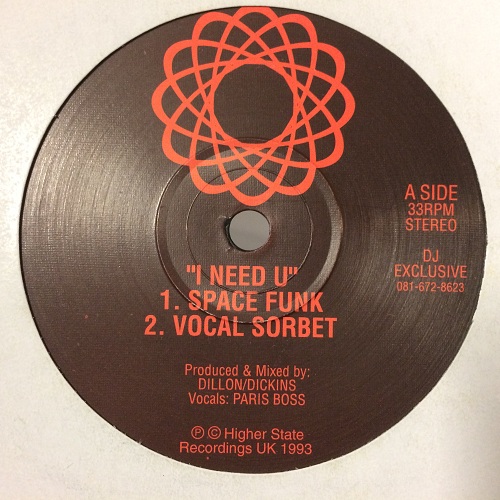 A SIDE
33RPM
STEREO
DJ
EXCLUSIVE
081-672-8623
"I NEED U"
1. SPACE FUNK
2. VOCAL SORBET
Produced & Mixed by;
DILLON/DICKINS
Vocals: PARIS BOSS
℗ © Higher State
Recordings UK 1993